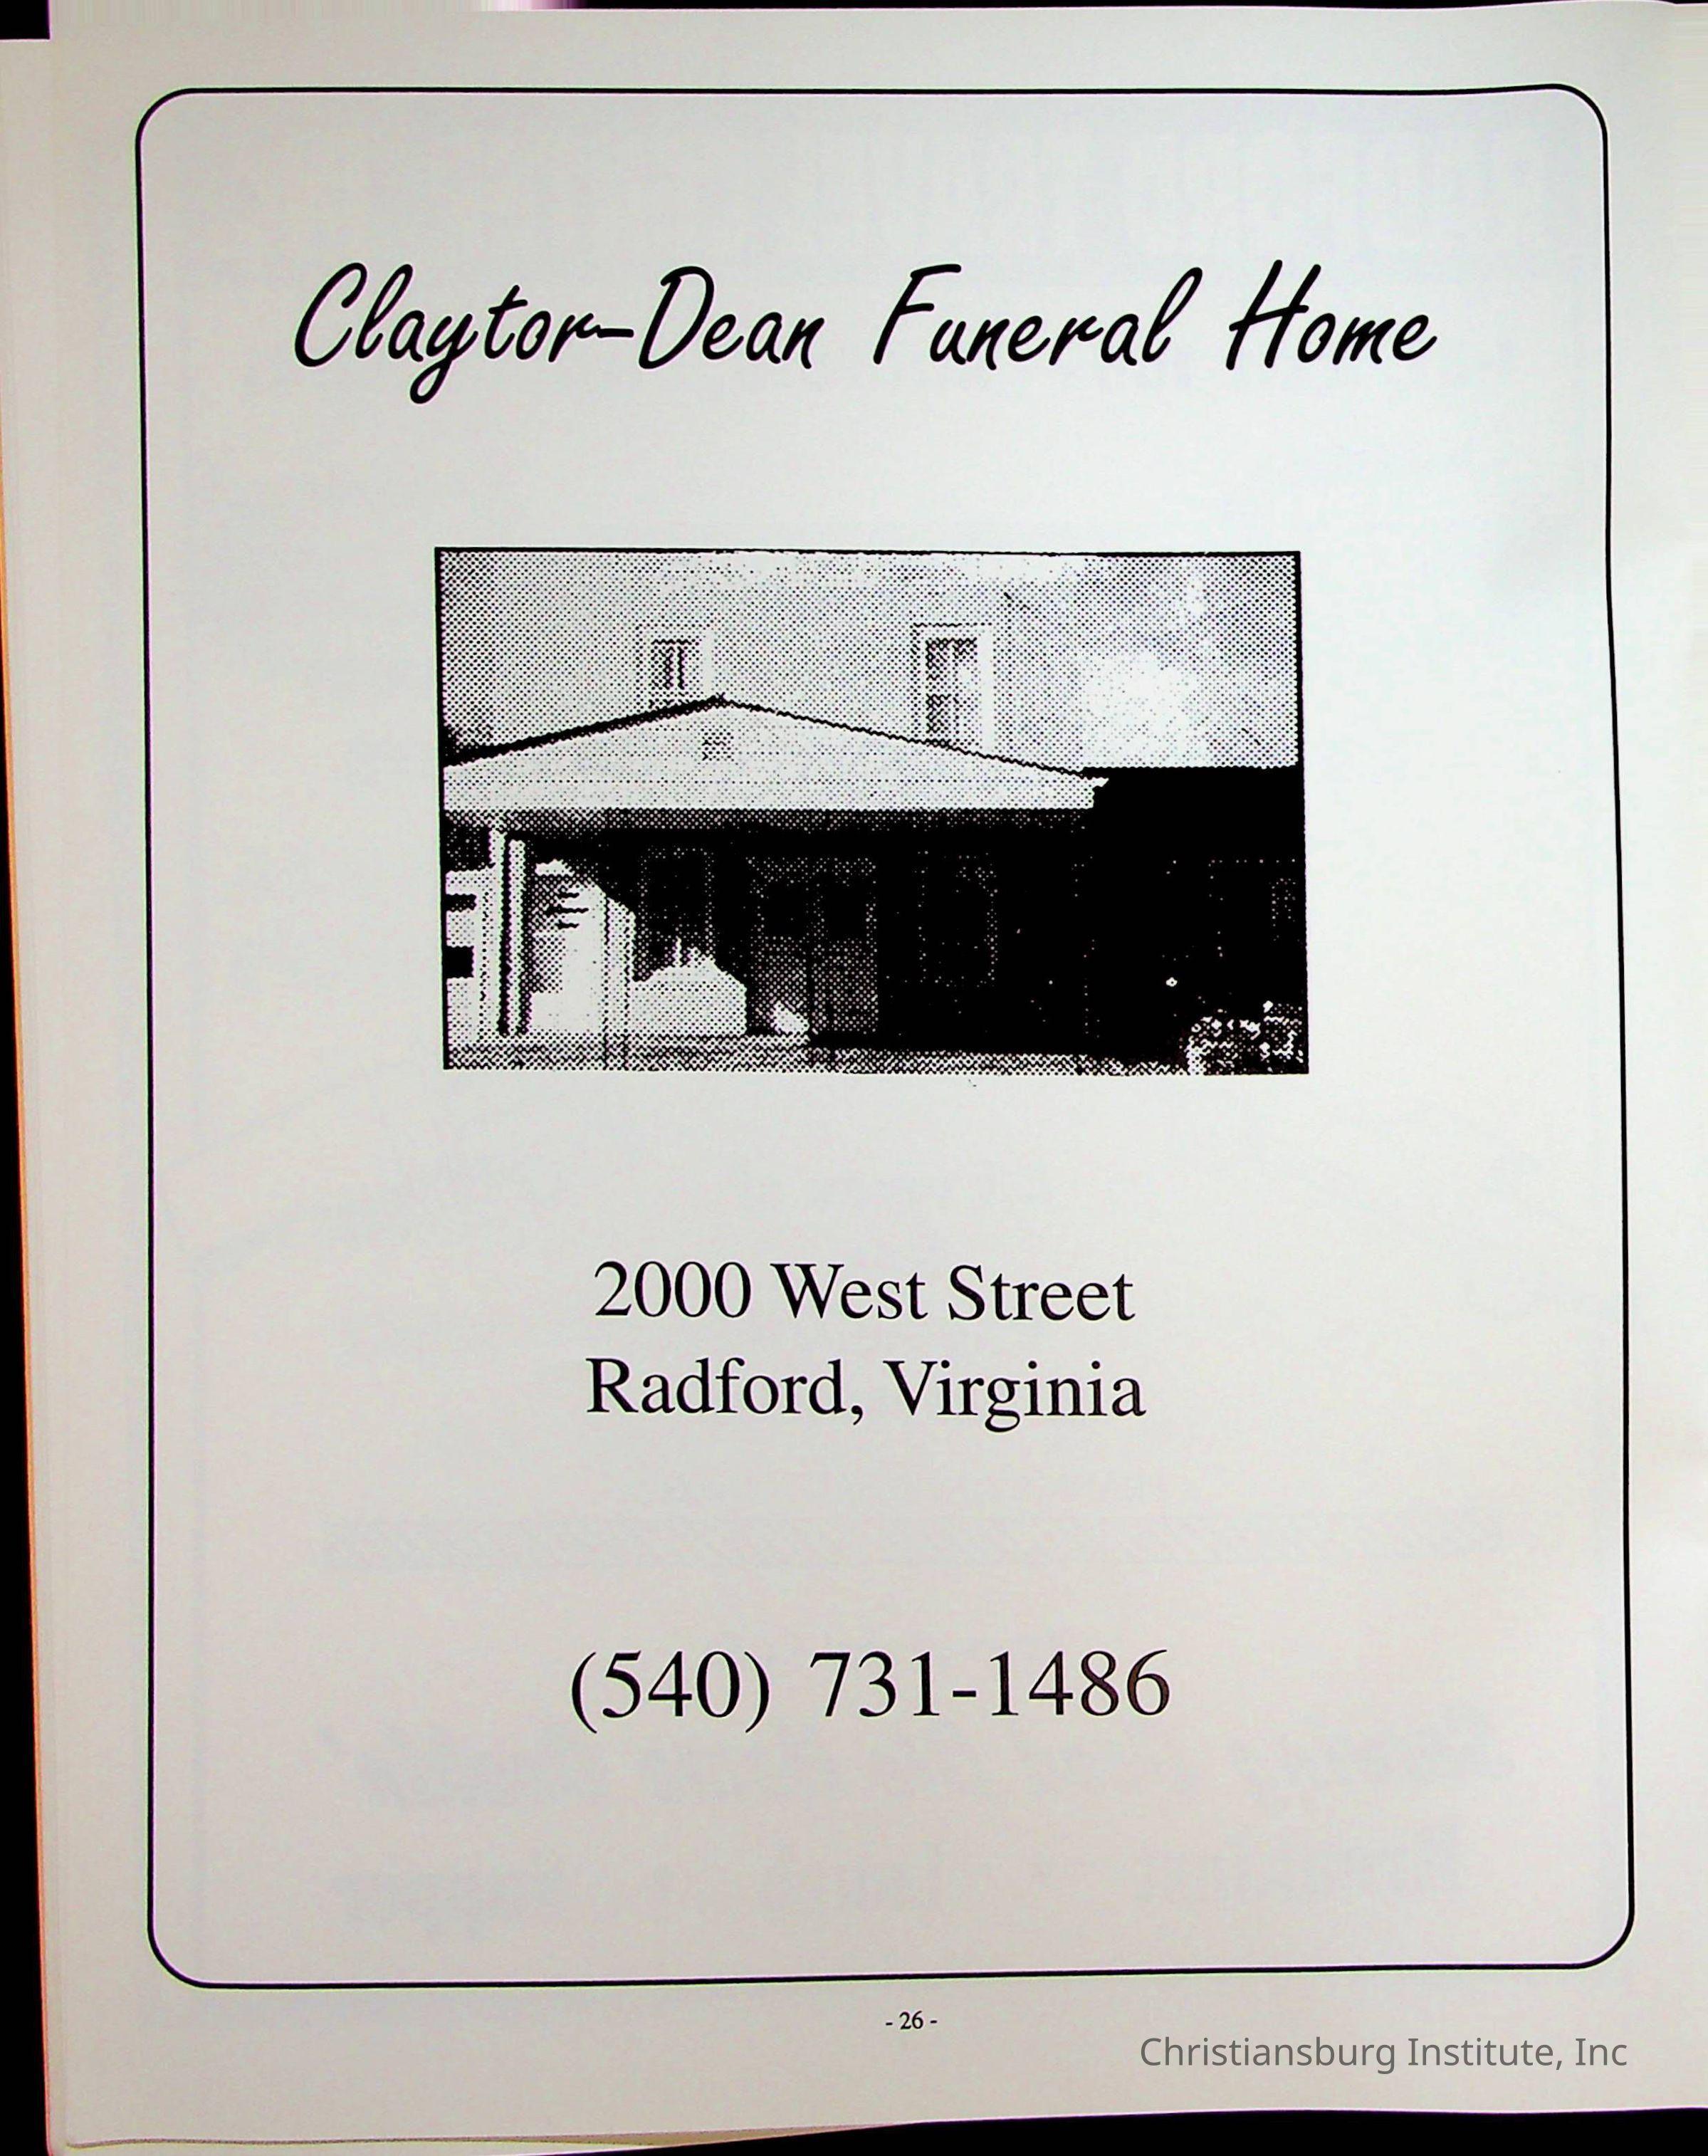 Claytor-Dean Funeral Home
2000 West Street
Radford, Virginia
(540) 731-1486
- 26 -
Christiansburg Institute, Inc